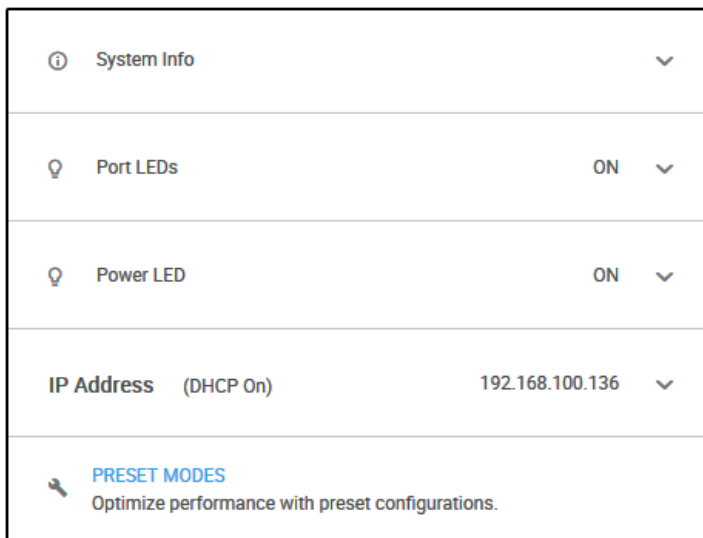 System Info
Port LEDs ON
Power LED ON
IP Address (DHCP On) 192.168.100.136
PRESET MODES
Optimize performance with preset configurations.